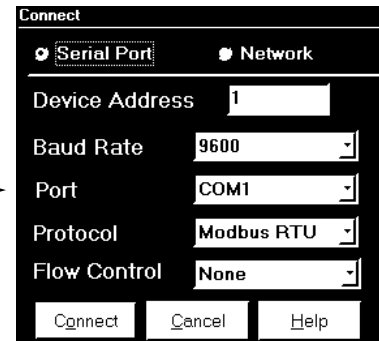 Connect
Serial Port Network
Device Address 1
Baud Rate 9600
Port COM1
Protocol Modbus RTU
Flow Control None
Connect Cancel Help